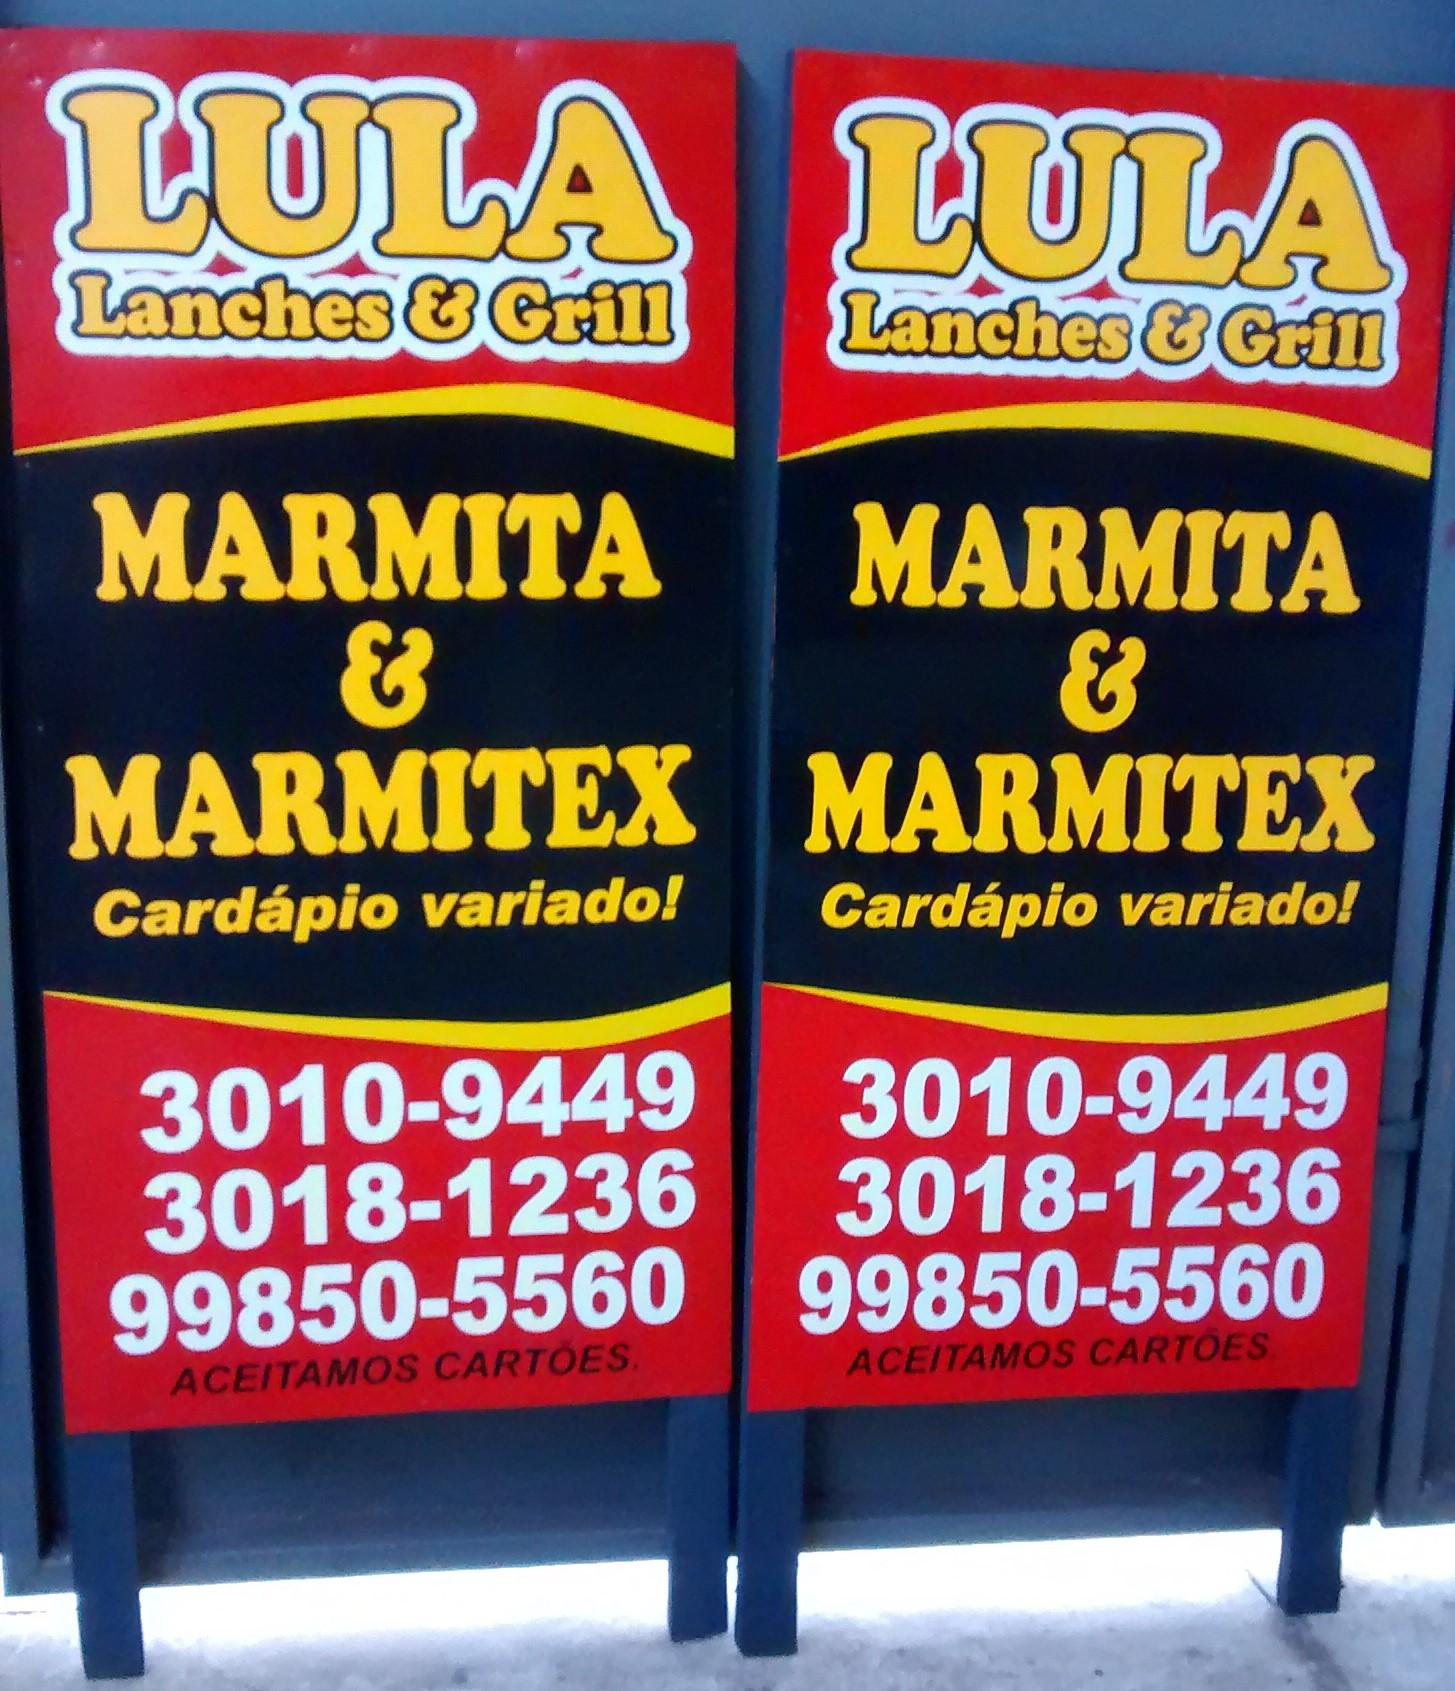 LULA
Lanches & Grill
MARMITA
&
MARMITEX
Cardápio variado!
3010-9449
3018-1236
99850-5560
ACEITAMOS CARTÕES.
LULA
Lanches & Grill
MARMITA
&
MARMITEX
Cardápio variado!
3010-9449
3018-1236
99850-5560
ACEITAMOS CARTÕES.